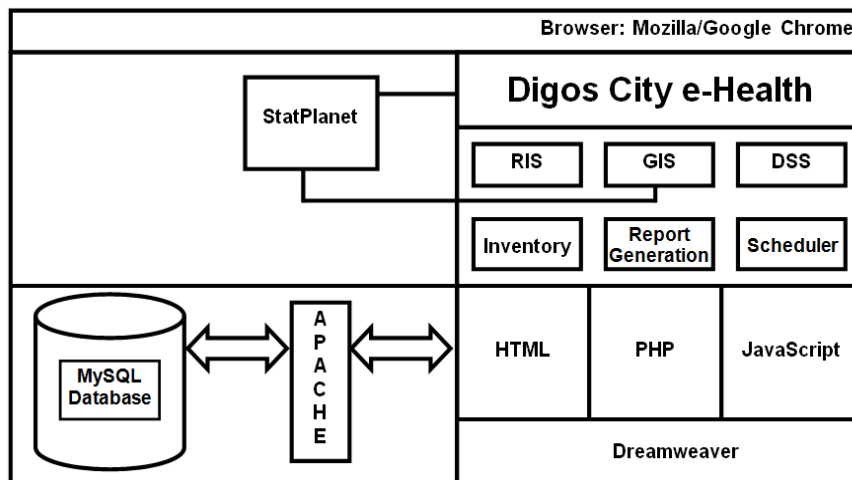 Browser: Mozilla/Google Chrome
Digos City e-Health
StatPlanet
RIS
GIS
DSS
Inventory
Report
Generation
Scheduler
MySQL
Database
A
P
A
C
H
E
HTML
PHP
JavaScript
Dreamweaver